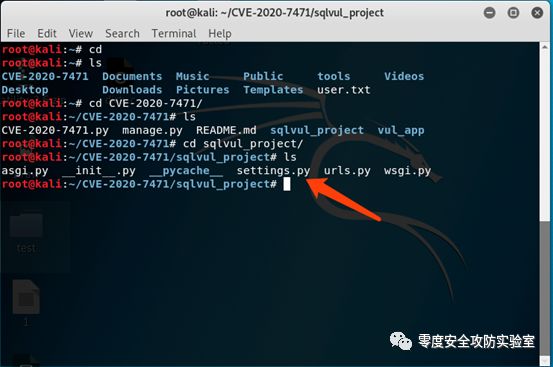 root@kali: ~/CVE-2020-7471/sqlvul_project
File Edit View Search Terminal Help
root@kali:~# cd
root@kali:~# ls
CVE-2020-7471 Documents Music Public tools Videos
Desktop Downloads Pictures Templates user.txt
root@kali:~# cd CVE-2020-7471/
root@kali:~/CVE-2020-7471# ls
CVE-2020-7471.py manage.py README.md sqlvul_project vul_app
root@kali:~/CVE-2020-7471# cd sqlvul_project/
root@kali:~/CVE-2020-7471/sqlvul_project# ls
asgi.py __init__.py __pycache__ settings.py urls.py wsgi.py
root@kali:~/CVE-2020-7471/sqlvul_project#
test
1
零度安全攻防实验室